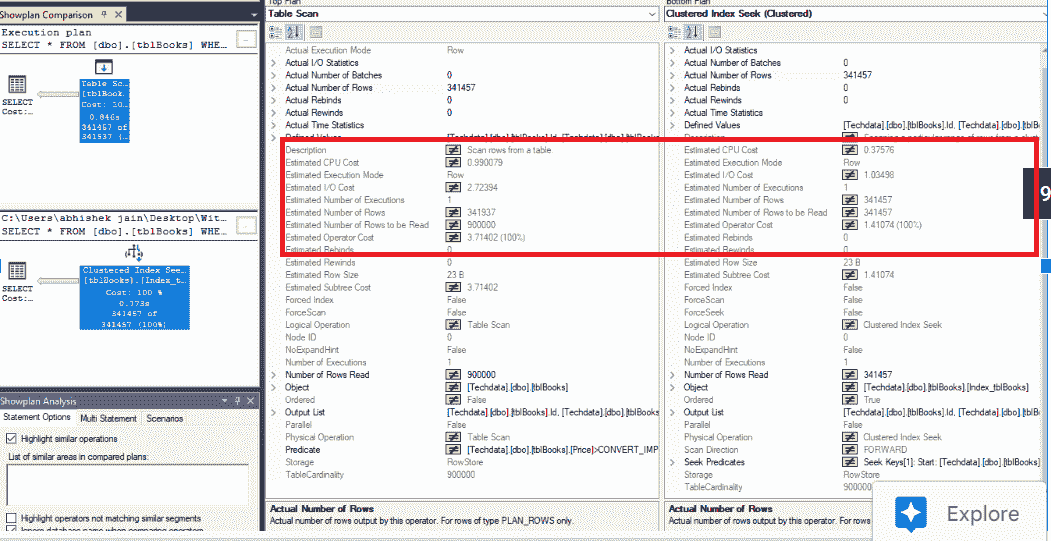 Showplan Comparison
Execution plan
SELECT * FROM [dbo].[tblBooks] WHE...
...
SELECT
Cost:...
Table Sc...
[tblBook...
Cost: 10...
0.846s
341457 of
341937 (...
C:\Users\abhishek jain\Desktop\Wit...
SELECT * FROM [dbo].[tblBooks] WHE...
...
SELECT
Cost:...
Clustered Index See...
[tblBooks].[Index_t...
Cost: 100 %
0.773s
341457 of
341457 (100%)
Showplan Analysis
Statement Options Multi Statement Scenarios
Highlight similar operations
List of similar areas in compared plans:
Highlight operators not matching similar segments
Ignore database name when comparing operators
Top Plan
Table Scan
Actual Execution Mode Row
Actual I/O Statistics
Actual Number of Batches 0
Actual Number of Rows 341457
Actual Rebinds 0
Actual Rewinds 0
Actual Time Statistics
Defined Values [Techdata].[dbo].[tblBooks].Id, [Techdata].[dbo].[tblBooks
Description Scan rows from a table.
Estimated CPU Cost 0.990079
Estimated Execution Mode Row
Estimated I/O Cost 2.72394
Estimated Number of Executions 1
Estimated Number of Rows 341937
Estimated Number of Rows to be Read 900000
Estimated Operator Cost 3.71402 (100%)
Estimated Rebinds 0
Estimated Rewinds 0
Estimated Row Size 23 B
Estimated Subtree Cost 3.71402
Forced Index False
ForceScan False
Logical Operation Table Scan
Node ID 0
NoExpandHint False
Number of Executions 1
Number of Rows Read 900000
Object [Techdata].[dbo].[tblBooks]
Ordered False
Output List [Techdata].[dbo].[tblBooks].Id, [Techdata].[dbo].[tblBooks
Parallel False
Physical Operation Table Scan
Predicate [Techdata].[dbo].[tblBooks].[Price]>CONVERT_IMP
Storage RowStore
TableCardinality 900000
Actual Number of Rows
Actual number of rows output by this operator. For rows of type PLAN_ROWS only.
Bottom Plan
Clustered Index Seek (Clustered)
Actual I/O Statistics
Actual Number of Batches 0
Actual Number of Rows 341457
Actual Rebinds 0
Actual Rewinds 0
Actual Time Statistics
Defined Values [Techdata].[dbo].[tblBooks].Id, [Techdata].[dbo].[tblB
Estimated CPU Cost 0.37576
Estimated Execution Mode Row
Estimated I/O Cost 1.03498
Estimated Number of Executions 1
Estimated Number of Rows 341457
Estimated Number of Rows to be Read 341457
Estimated Operator Cost 1.41074 (100%)
Estimated Rebinds 0
Estimated Rewinds 0
Estimated Row Size 23 B
Estimated Subtree Cost 1.41074
Forced Index False
ForceScan False
ForceSeek False
Logical Operation Clustered Index Seek
Node ID 0
NoExpandHint False
Number of Executions 1
Number of Rows Read 341457
Object [Techdata].[dbo].[tblBooks].[Index_tblBooks]
Ordered True
Output List [Techdata].[dbo].[tblBooks].Id, [Techdata].[dbo].[tblB
Parallel False
Physical Operation Clustered Index Seek
Scan Direction FORWARD
Seek Predicates Seek Keys[1]: Start: [Techdata].[dbo].[tblBooks]
Storage RowStore
TableCardinality 900000
Actual Number of Rows
Actual number of rows output by this operator. For rows
9
Explore